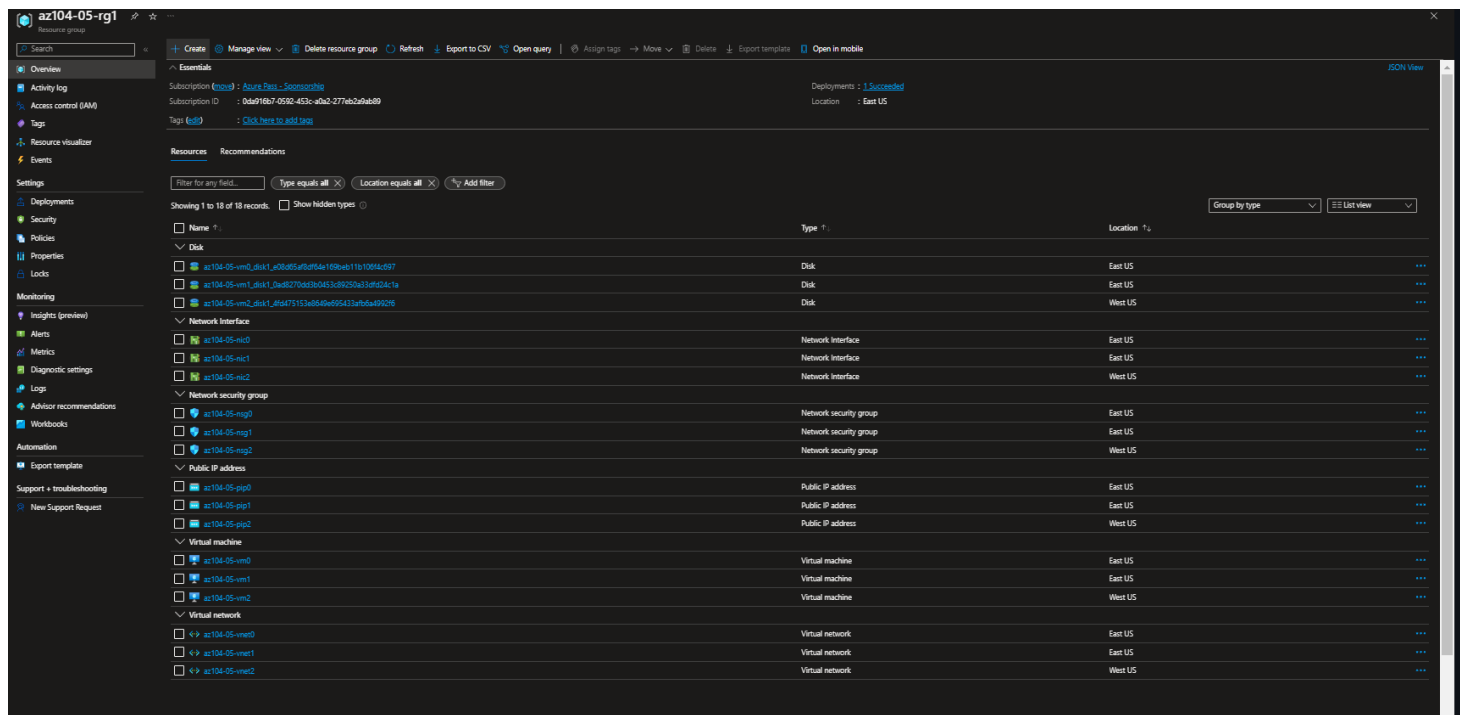 az104-05-rg1
Resource group
Search
Overview
Activity log
Access control (IAM)
Tags
Resource visualizer
Events
Settings
Deployments
Security
Policies
Properties
Locks
Monitoring
Insights (preview)
Alerts
Metrics
Diagnostic settings
Logs
Advisor recommendations
Workbooks
Automation
Export template
Support + troubleshooting
New Support Request
Create Manage view Delete resource group Refresh Export to CSV Open query Assign tags Move Delete Export template Open in mobile
Essentials JSON View
Subscription (move) : Azure Pass - Sponsorship Deployments : 1 Succeeded
Subscription ID : 0da916b7-0592-453c-a0a2-277eb2a9ab89 Location : East US
Tags (edit) : Click here to add tags
Resources Recommendations
Filter for any field... Type equals all Location equals all Add filter
Showing 1 to 18 of 18 records. Show hidden types Group by type List view
Name Type Location
Disk
az104-05-vm0_disk1_e08d65af8df64e169beb11b106f4c697 Disk East US
az104-05-vm1_disk1_0ad8270dd3b0453c89250a33dfd24c1a Disk East US
az104-05-vm2_disk1_4fd475153e8649e695433afb6a4992f6 Disk West US
Network Interface
az104-05-nic0 Network Interface East US
az104-05-nic1 Network Interface East US
az104-05-nic2 Network Interface West US
Network security group
az104-05-nsg0 Network security group East US
az104-05-nsg1 Network security group East US
az104-05-nsg2 Network security group West US
Public IP address
az104-05-pip0 Public IP address East US
az104-05-pip1 Public IP address East US
az104-05-pip2 Public IP address West US
Virtual machine
az104-05-vm0 Virtual machine East US
az104-05-vm1 Virtual machine East US
az104-05-vm2 Virtual machine West US
Virtual network
az104-05-vnet0 Virtual network East US
az104-05-vnet1 Virtual network East US
az104-05-vnet2 Virtual network West US